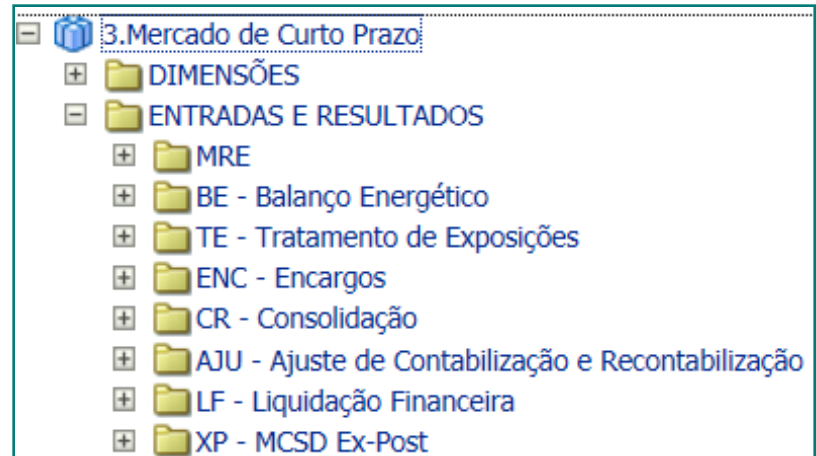 3.Mercado de Curto Prazo
DIMENSÕES
ENTRADAS E RESULTADOS
MRE
BE - Balanço Energético
TE - Tratamento de Exposições
ENC - Encargos
CR - Consolidação
AJU - Ajuste de Contabilização e Recontabilização
LF - Liquidação Financeira
XP - MCSD Ex-Post